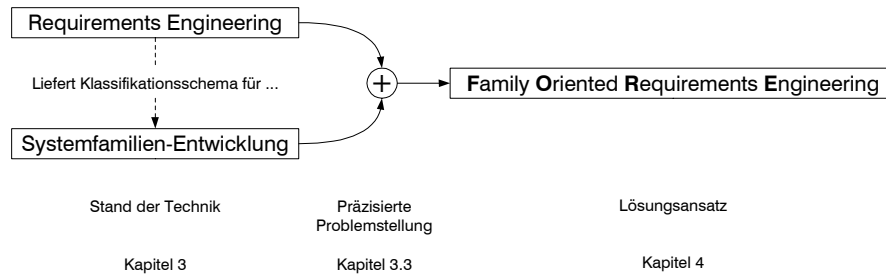 Requirements Engineering
Liefert Klassifikationsschema für ...
Systemfamilien-Entwicklung
+
Family Oriented Requirements Engineering
Stand der Technik
Präzisierte
Problemstellung
Lösungsansatz
Kapitel 3
Kapitel 3.3
Kapitel 4